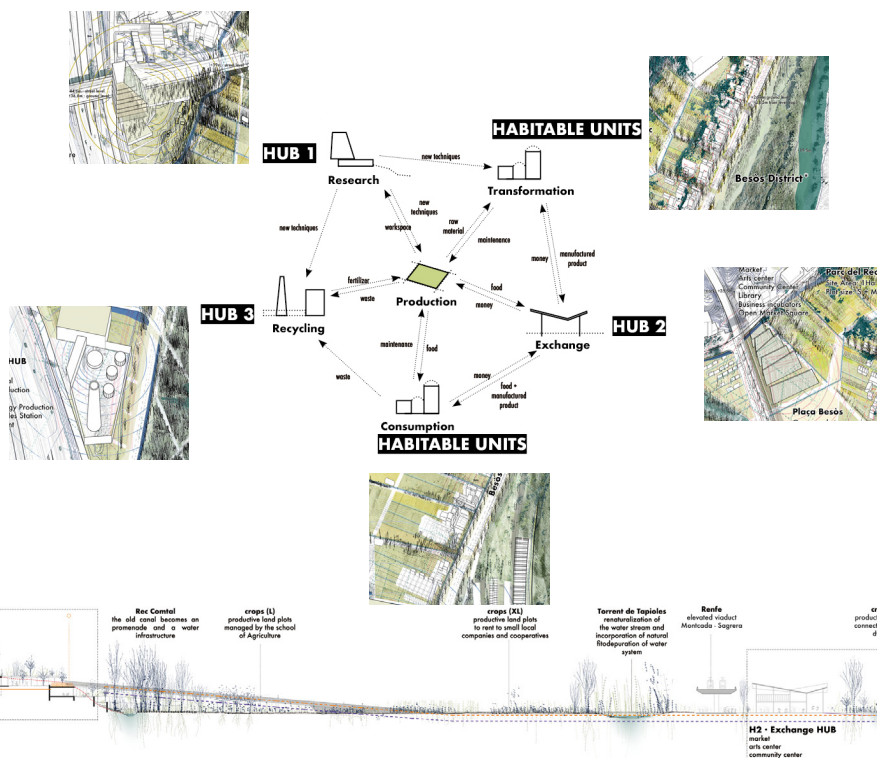 HABITABLE UNITS
HUB 1
new techniques
Research
Transformation
Besòs District
new
techniques
raw
material
new techniques
workspace
maintenance
money
manufactured
product
fertilizer
waste
food
money
Production
HUB 3
Recycling
Exchange
HUB 2
Market
Arts center
Community Center
Library
Business incubators
Open Market Square
Parc del Rec
Plaça Besòs
HUB
maintenance
food
money
waste
food +
manufactured
product
Consumption
HABITABLE UNITS
Besòs
Rec Comtal
the old canal becomes an
promenade and a water
infrastructure
crops (L)
productive land plots
managed by the school
of Agriculture
crops (XL)
productive land plots
to rent to small local
companies and cooperatives
Torrent de Tapioles
renaturalization of
the water stream and
incorporation of natural
fitodepuration of water
system
Renfe
elevated viaduct
Montcada - Sagrera
H2 · Exchange HUB
market
arts center
community center